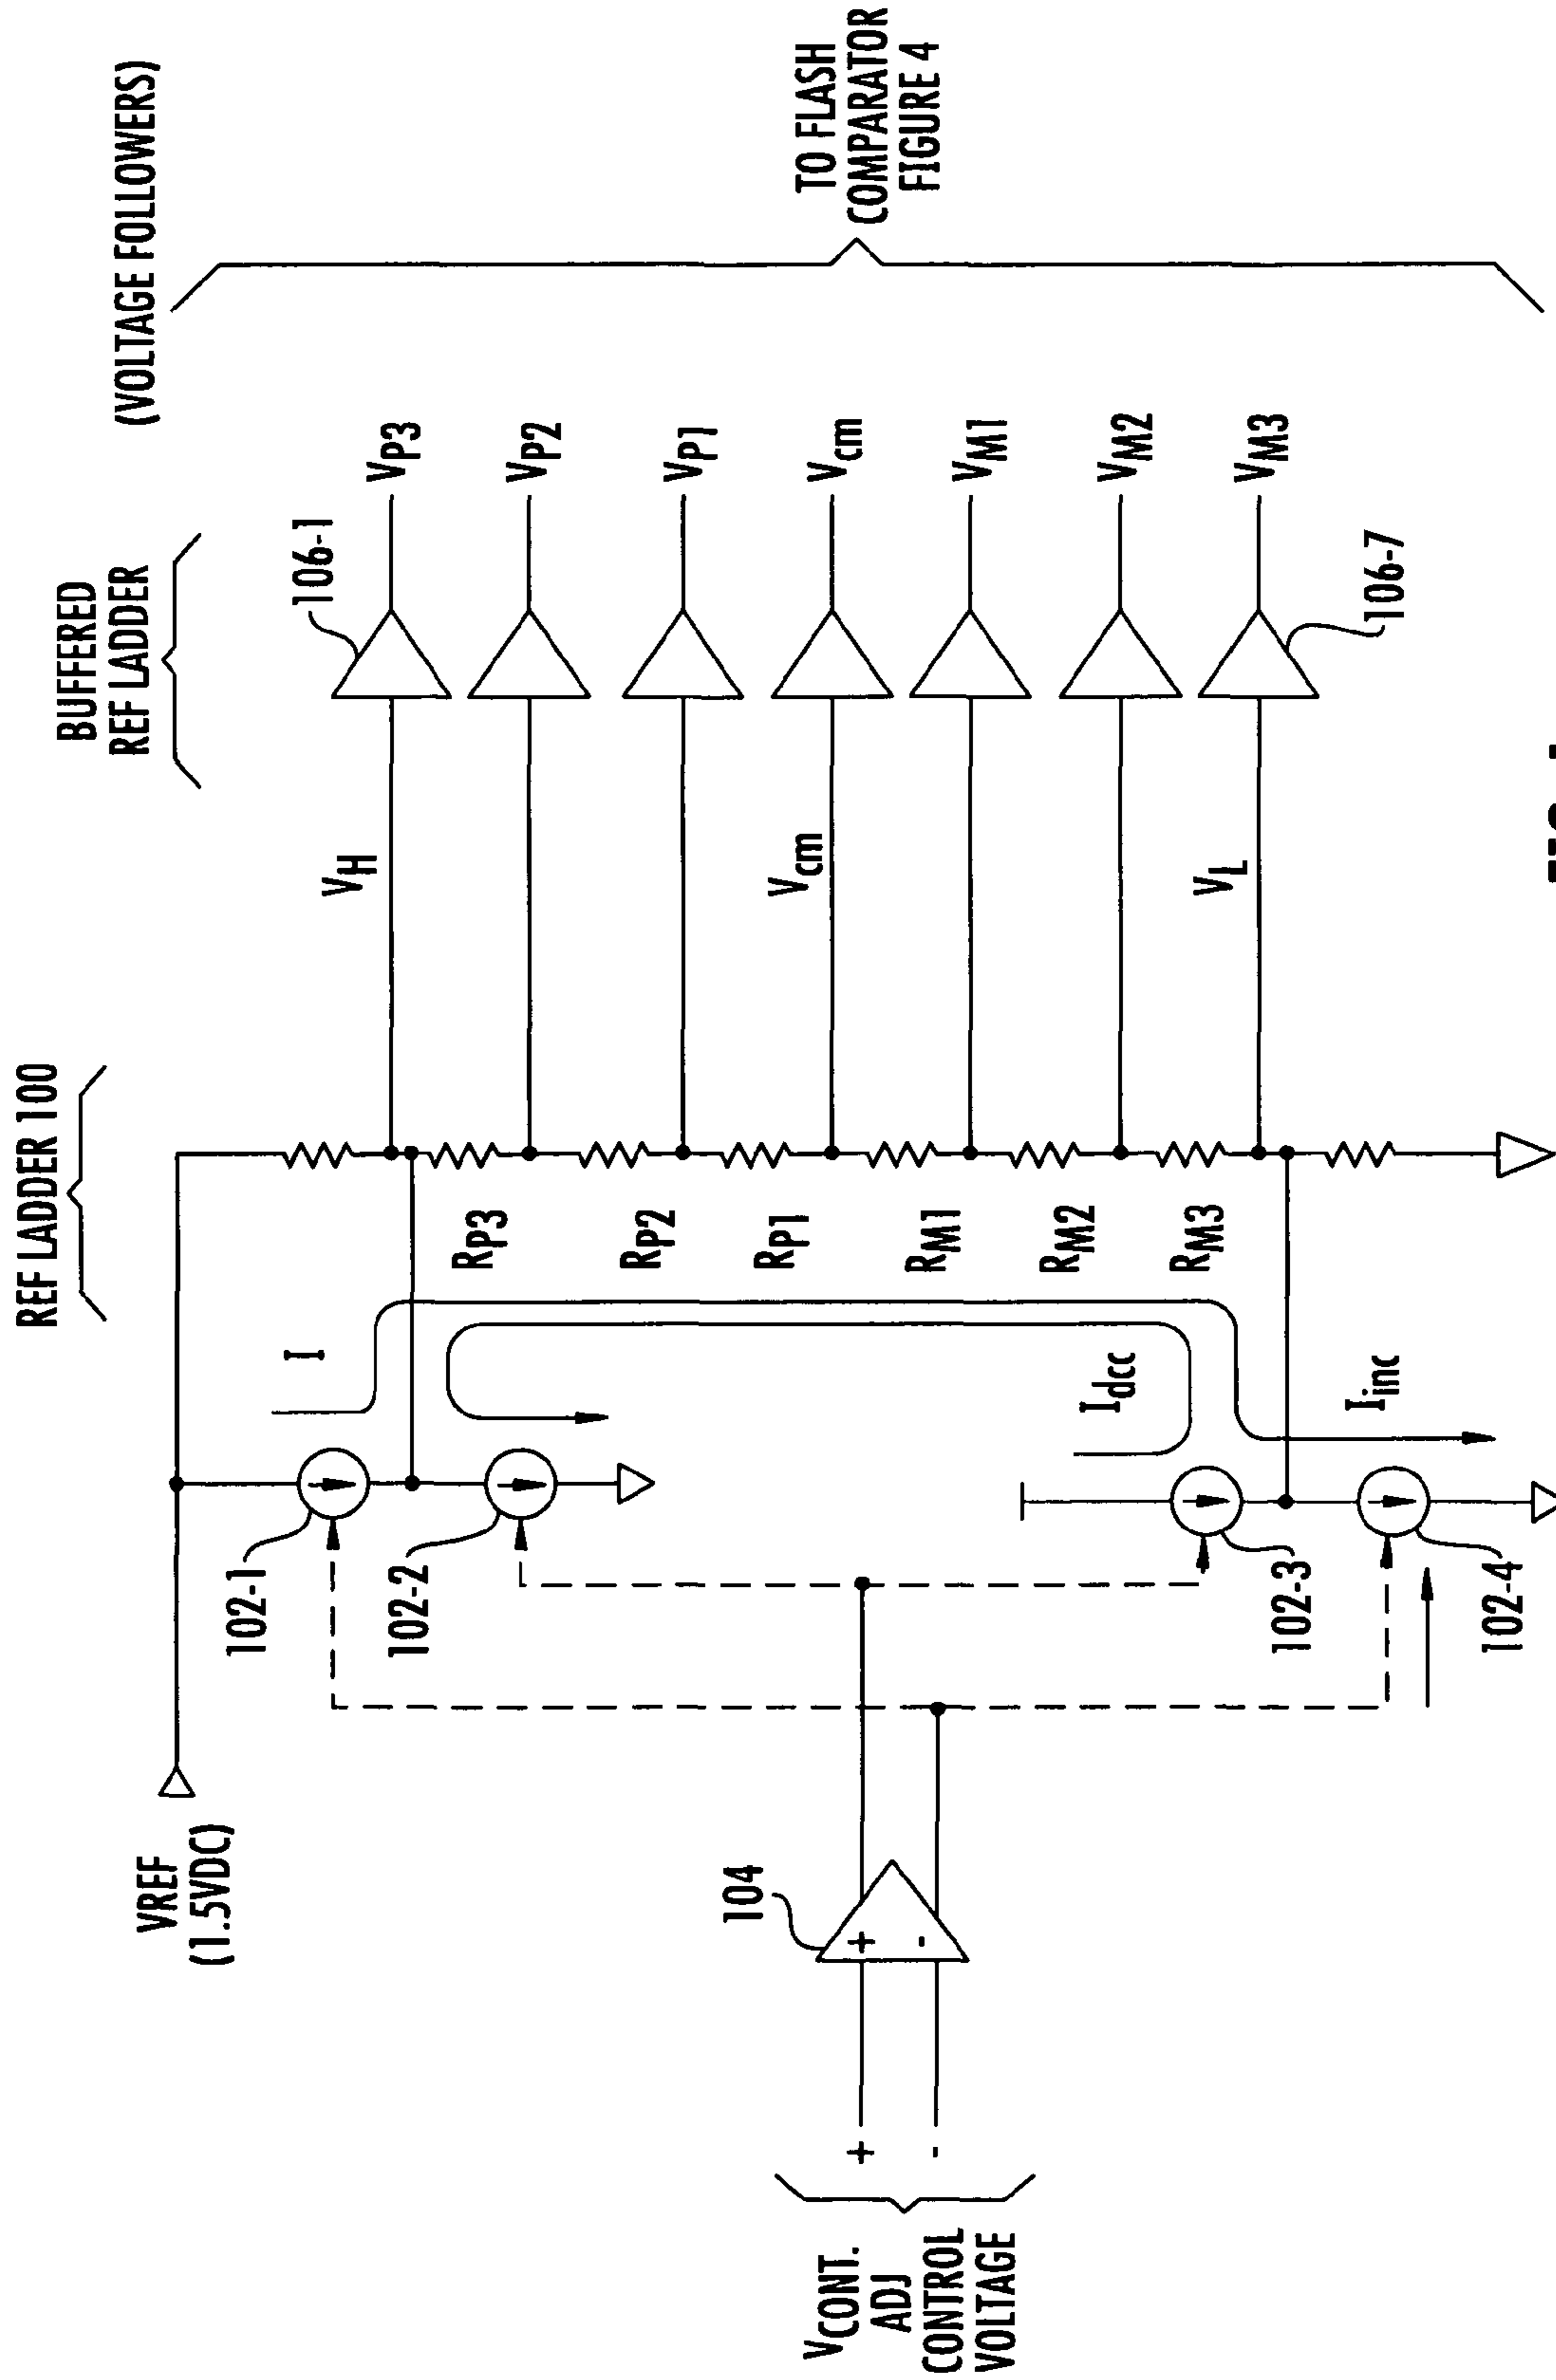 REF LADDER 100
BUFFERED
REF LADDER
(VOLTAGE FOLLOWERS)
VREF
(1.5VDC)
102-1
I
VH
106-1
VP3
102-2
RP3
VP2
RP2
VP1
RP1
VCONT.
ADJ
CONTROL
VOLTAGE
+
-
104
+
-
Vcm
Vcm
TO FLASH
COMPARATOR
FIGURE 4
RM1
VM1
Idcc
RM2
VM2
102-3
RM3
VL
VM3
Iinc
106-7
102-4